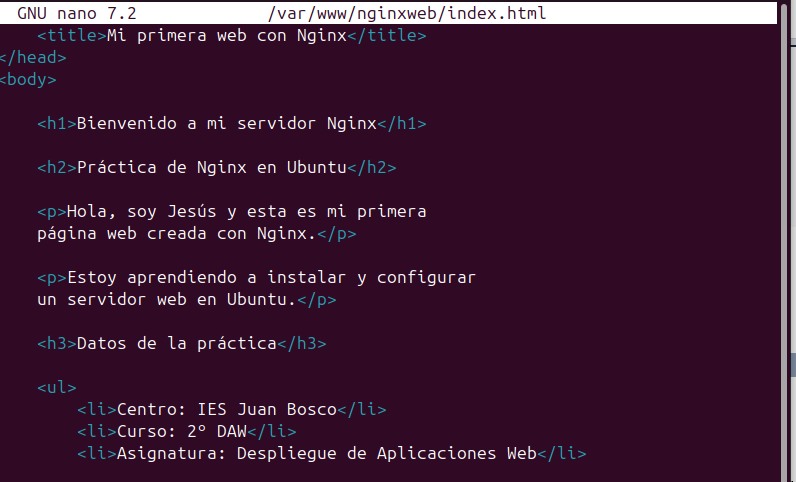 GNU nano 7.2 /var/www/nginxweb/index.html
<title>Mi primera web con Nginx</title>
</head>
<body>
<h1>Bienvenido a mi servidor Nginx</h1>
<h2>Práctica de Nginx en Ubuntu</h2>
<p>Hola, soy Jesús y esta es mi primera
página web creada con Nginx.</p>
<p>Estoy aprendiendo a instalar y configurar
un servidor web en Ubuntu.</p>
<h3>Datos de la práctica</h3>
<ul>
<li>Centro: IES Juan Bosco</li>
<li>Curso: 2º DAW</li>
<li>Asignatura: Despliegue de Aplicaciones Web</li>